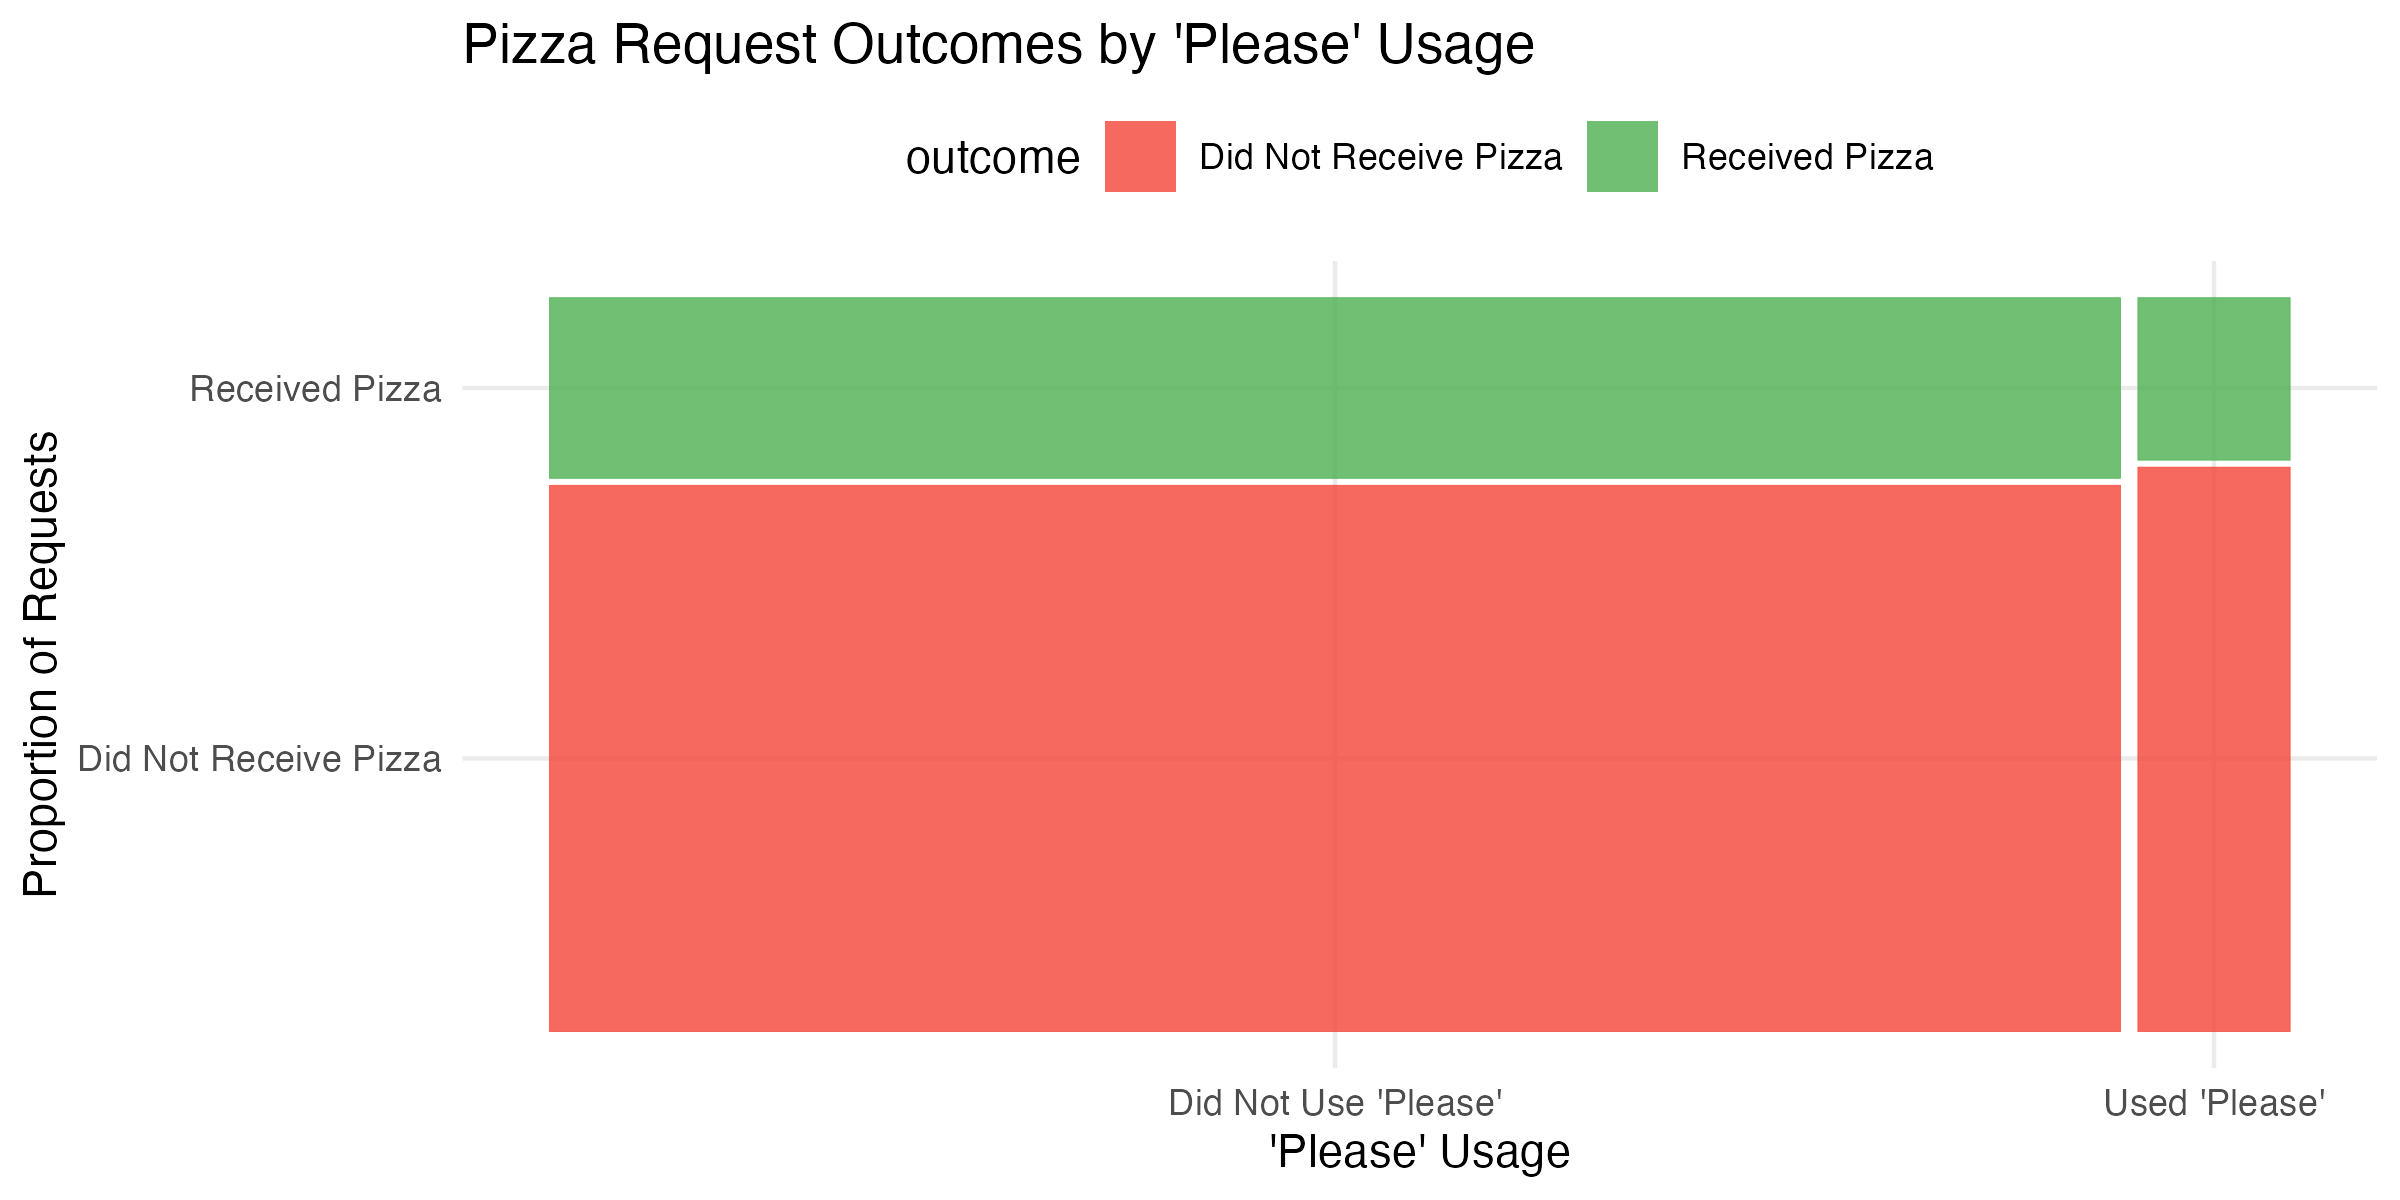 Pizza Request Outcomes by 'Please' Usage
outcome Did Not Receive Pizza Received Pizza
Proportion of Requests
Received Pizza
Did Not Receive Pizza
Did Not Use 'Please' Used 'Please'
'Please' Usage